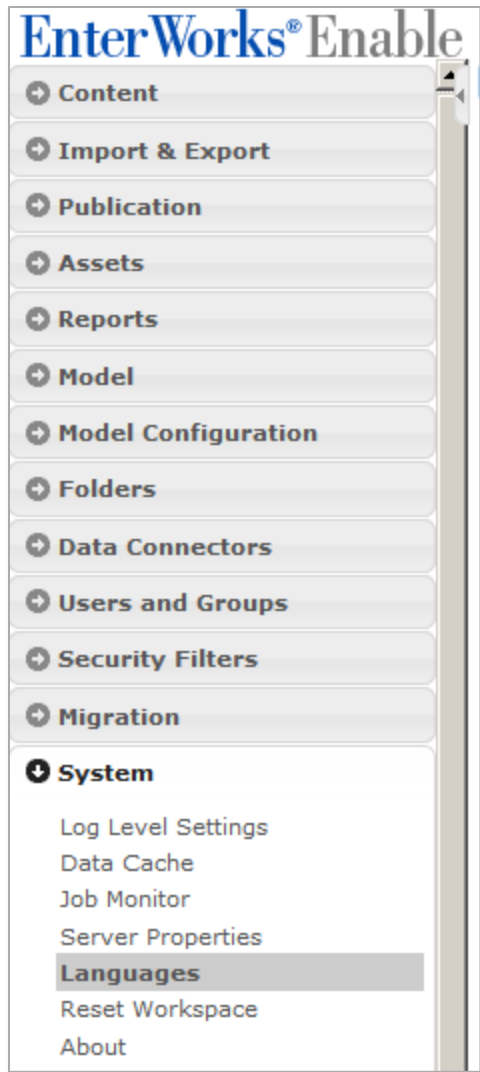 EnterWorks®Enable
Content
Import & Export
Publication
Assets
Reports
Model
Model Configuration
Folders
Data Connectors
Users and Groups
Security Filters
Migration
System
Log Level Settings
Data Cache
Job Monitor
Server Properties
Languages
Reset Workspace
About